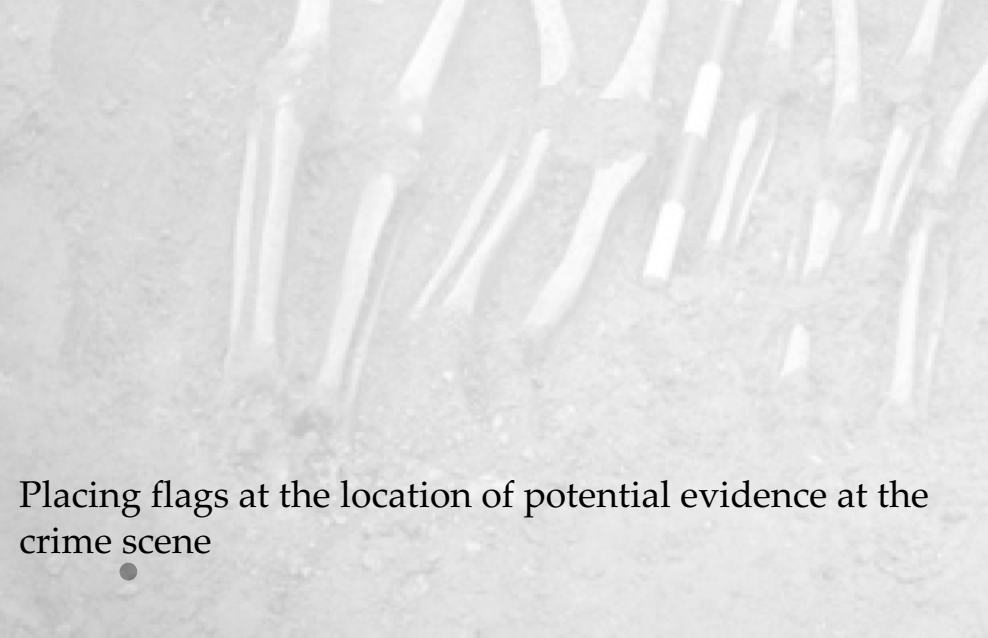 Placing flags at the location of potential evidence at the
crime scene